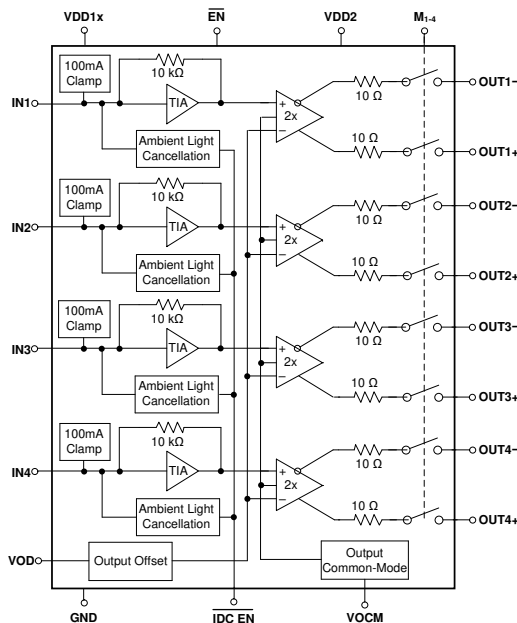 VDD1x EN VDD2 M1-4
100mA
Clamp
10 kΩ
TIA
IN1
Ambient Light
Cancellation
+
2x
−
10 Ω
10 Ω
OUT1−
OUT1+
100mA
Clamp
10 kΩ
TIA
IN2
Ambient Light
Cancellation
+
2x
−
10 Ω
10 Ω
OUT2−
OUT2+
100mA
Clamp
10 kΩ
TIA
IN3
Ambient Light
Cancellation
+
2x
−
10 Ω
10 Ω
OUT3−
OUT3+
100mA
Clamp
10 kΩ
TIA
IN4
Ambient Light
Cancellation
+
2x
−
10 Ω
10 Ω
OUT4−
OUT4+
VOD
Output Offset
Output
Common-Mode
GND IDC EN VOCM